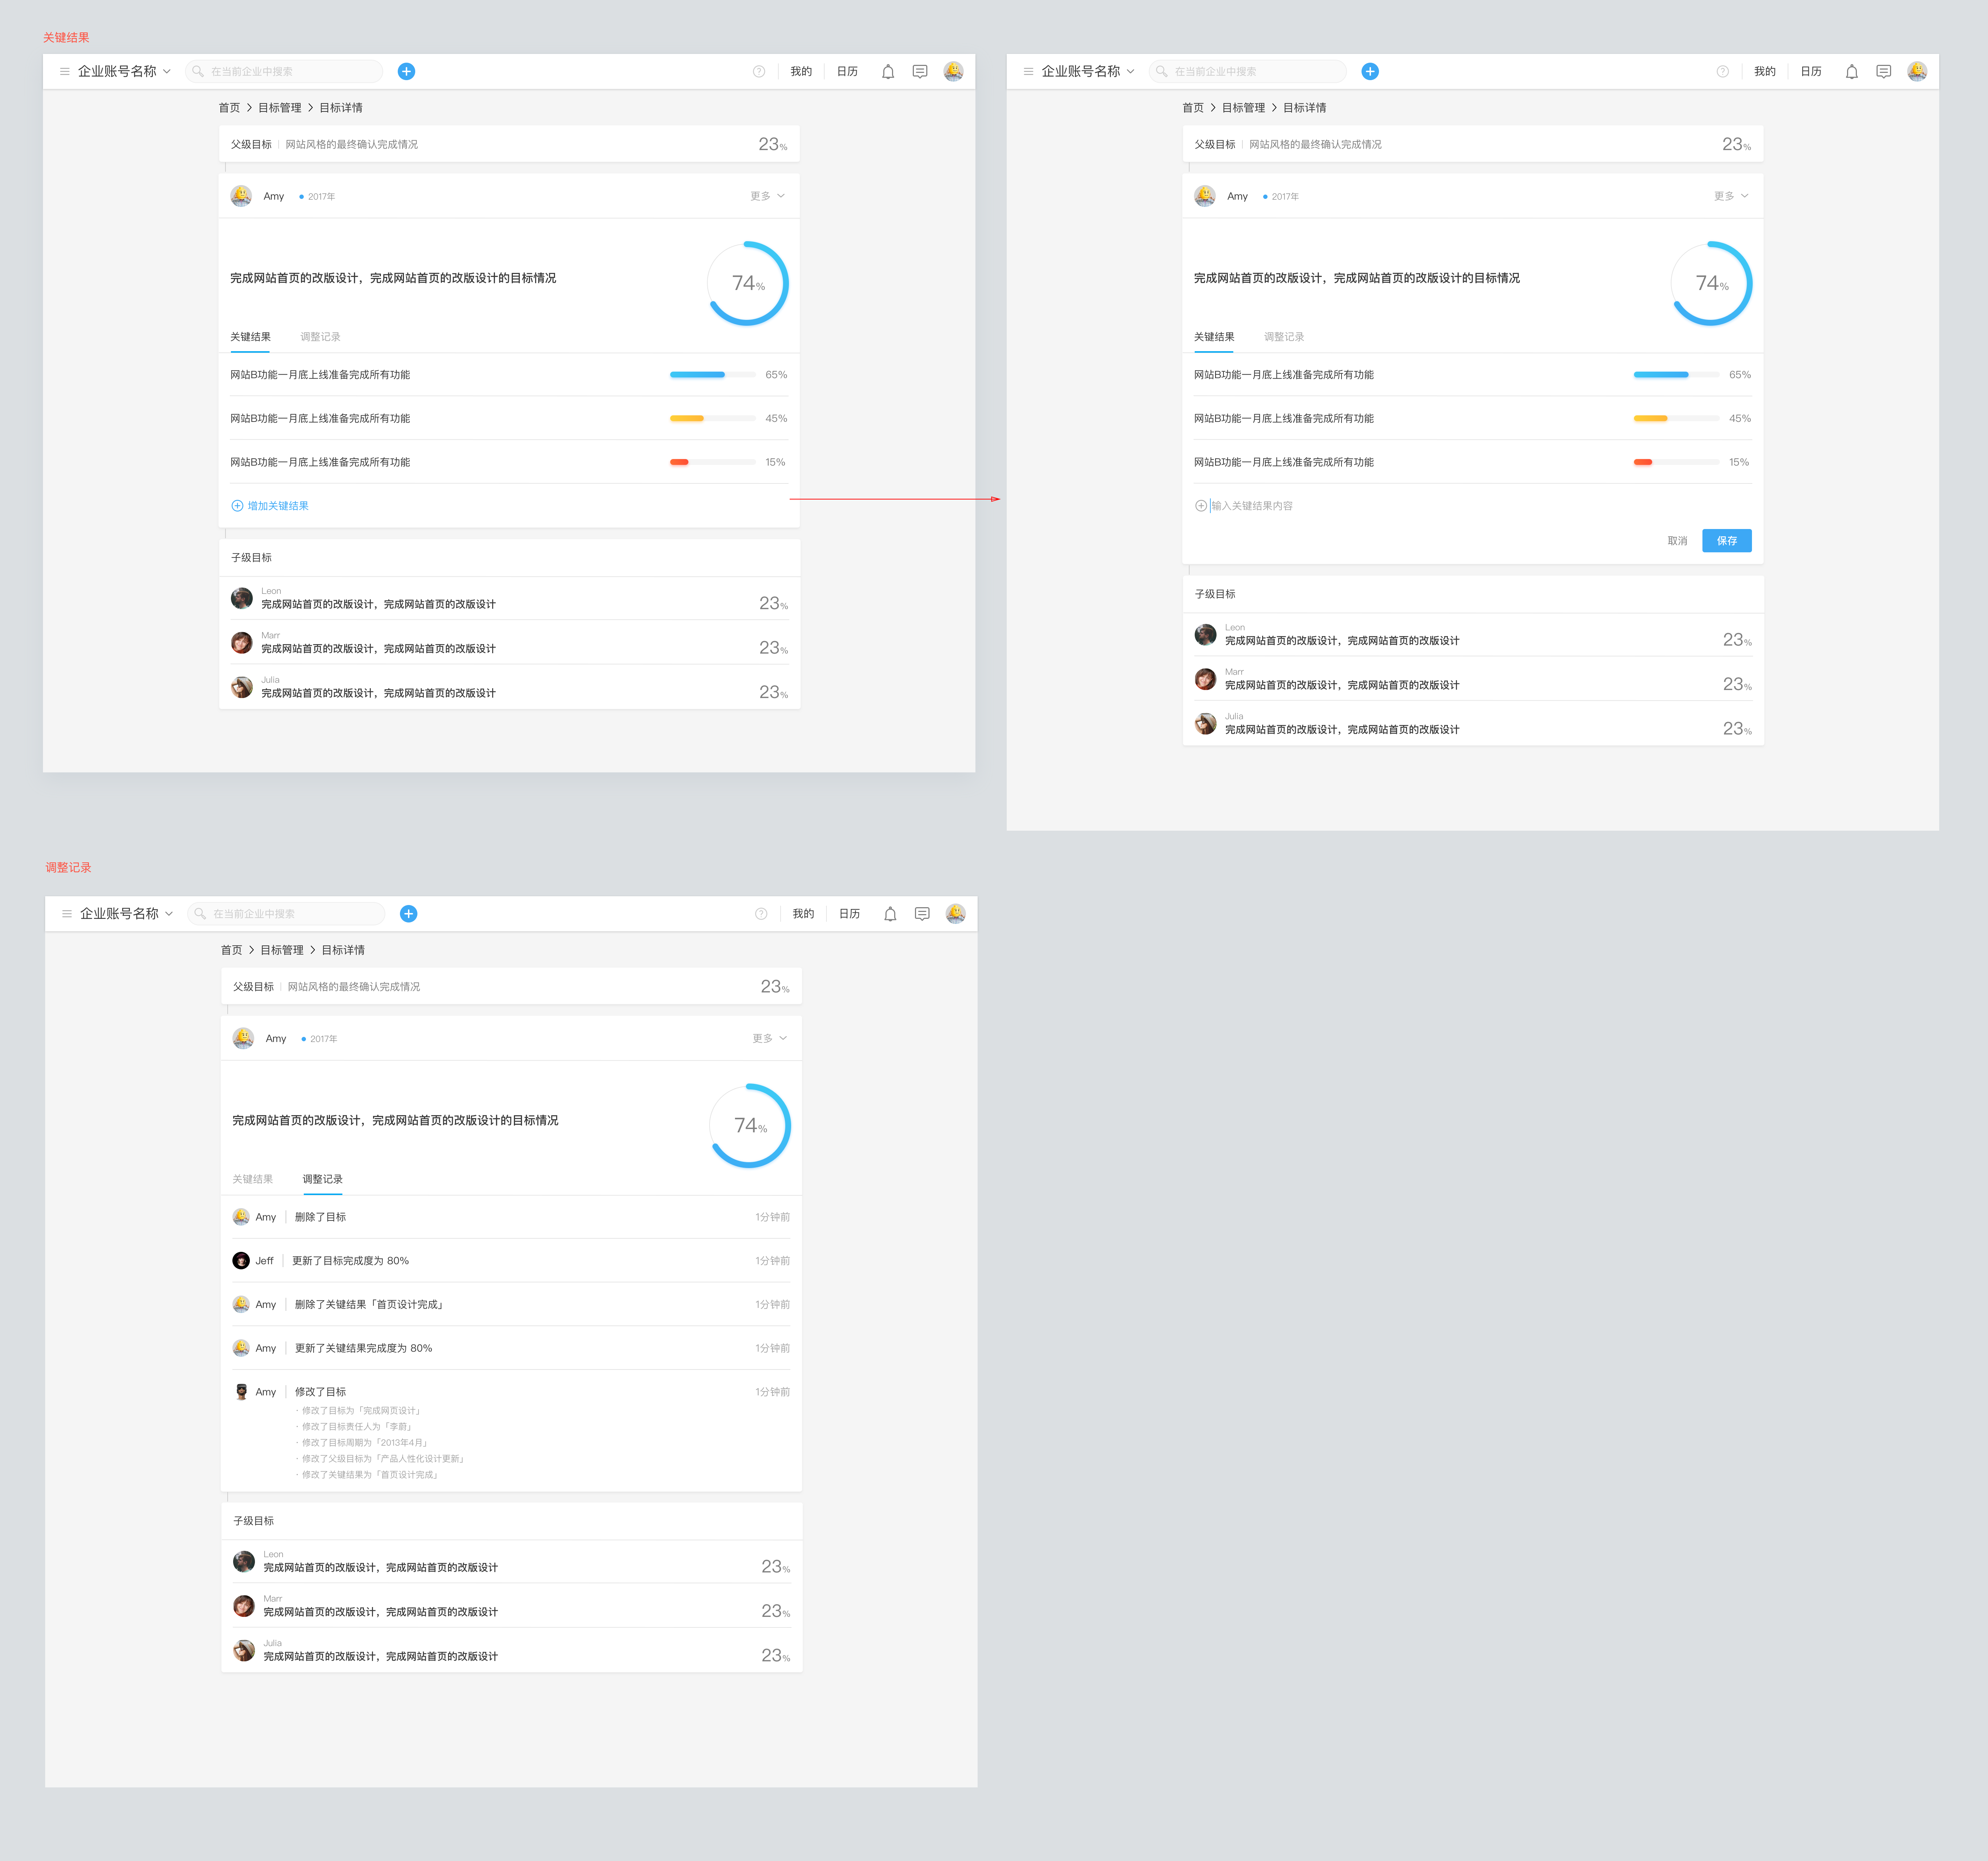 关键结果
企业账号名称 在当前企业中搜索 我的 日历
首页 目标管理 目标详情
父级目标 网站风格的最终确认完成情况 23%
Amy 2017年 更多
完成网站首页的改版设计，完成网站首页的改版设计的目标情况 74%
关键结果 调整记录
网站B功能一月底上线准备完成所有功能 65%
网站B功能一月底上线准备完成所有功能 45%
网站B功能一月底上线准备完成所有功能 15%
增加关键结果
子级目标
Leon
完成网站首页的改版设计，完成网站首页的改版设计 23%
Marr
完成网站首页的改版设计，完成网站首页的改版设计 23%
Julia
完成网站首页的改版设计，完成网站首页的改版设计 23%
企业账号名称 在当前企业中搜索 我的 日历
首页 目标管理 目标详情
父级目标 网站风格的最终确认完成情况 23%
Amy 2017年 更多
完成网站首页的改版设计，完成网站首页的改版设计的目标情况 74%
关键结果 调整记录
网站B功能一月底上线准备完成所有功能 65%
网站B功能一月底上线准备完成所有功能 45%
网站B功能一月底上线准备完成所有功能 15%
输入关键结果内容
取消 保存
子级目标
Leon
完成网站首页的改版设计，完成网站首页的改版设计 23%
Marr
完成网站首页的改版设计，完成网站首页的改版设计 23%
Julia
完成网站首页的改版设计，完成网站首页的改版设计 23%
调整记录
企业账号名称 在当前企业中搜索 我的 日历
首页 目标管理 目标详情
父级目标 网站风格的最终确认完成情况 23%
Amy 2017年 更多
完成网站首页的改版设计，完成网站首页的改版设计的目标情况 74%
关键结果 调整记录
Amy 删除了目标 1分钟前
Jeff 更新了目标完成度为 80% 1分钟前
Amy 删除了关键结果「首页设计完成」 1分钟前
Amy 更新了关键结果完成度为 80% 1分钟前
Amy 修改了目标 1分钟前
· 修改了目标为「完成网页设计」
· 修改了目标责任人为「李蔚」
· 修改了目标周期为「2013年4月」
· 修改了父级目标为「产品人性化设计更新」
· 修改了关键结果为「首页设计完成」
子级目标
Leon
完成网站首页的改版设计，完成网站首页的改版设计 23%
Marr
完成网站首页的改版设计，完成网站首页的改版设计 23%
Julia
完成网站首页的改版设计，完成网站首页的改版设计 23%